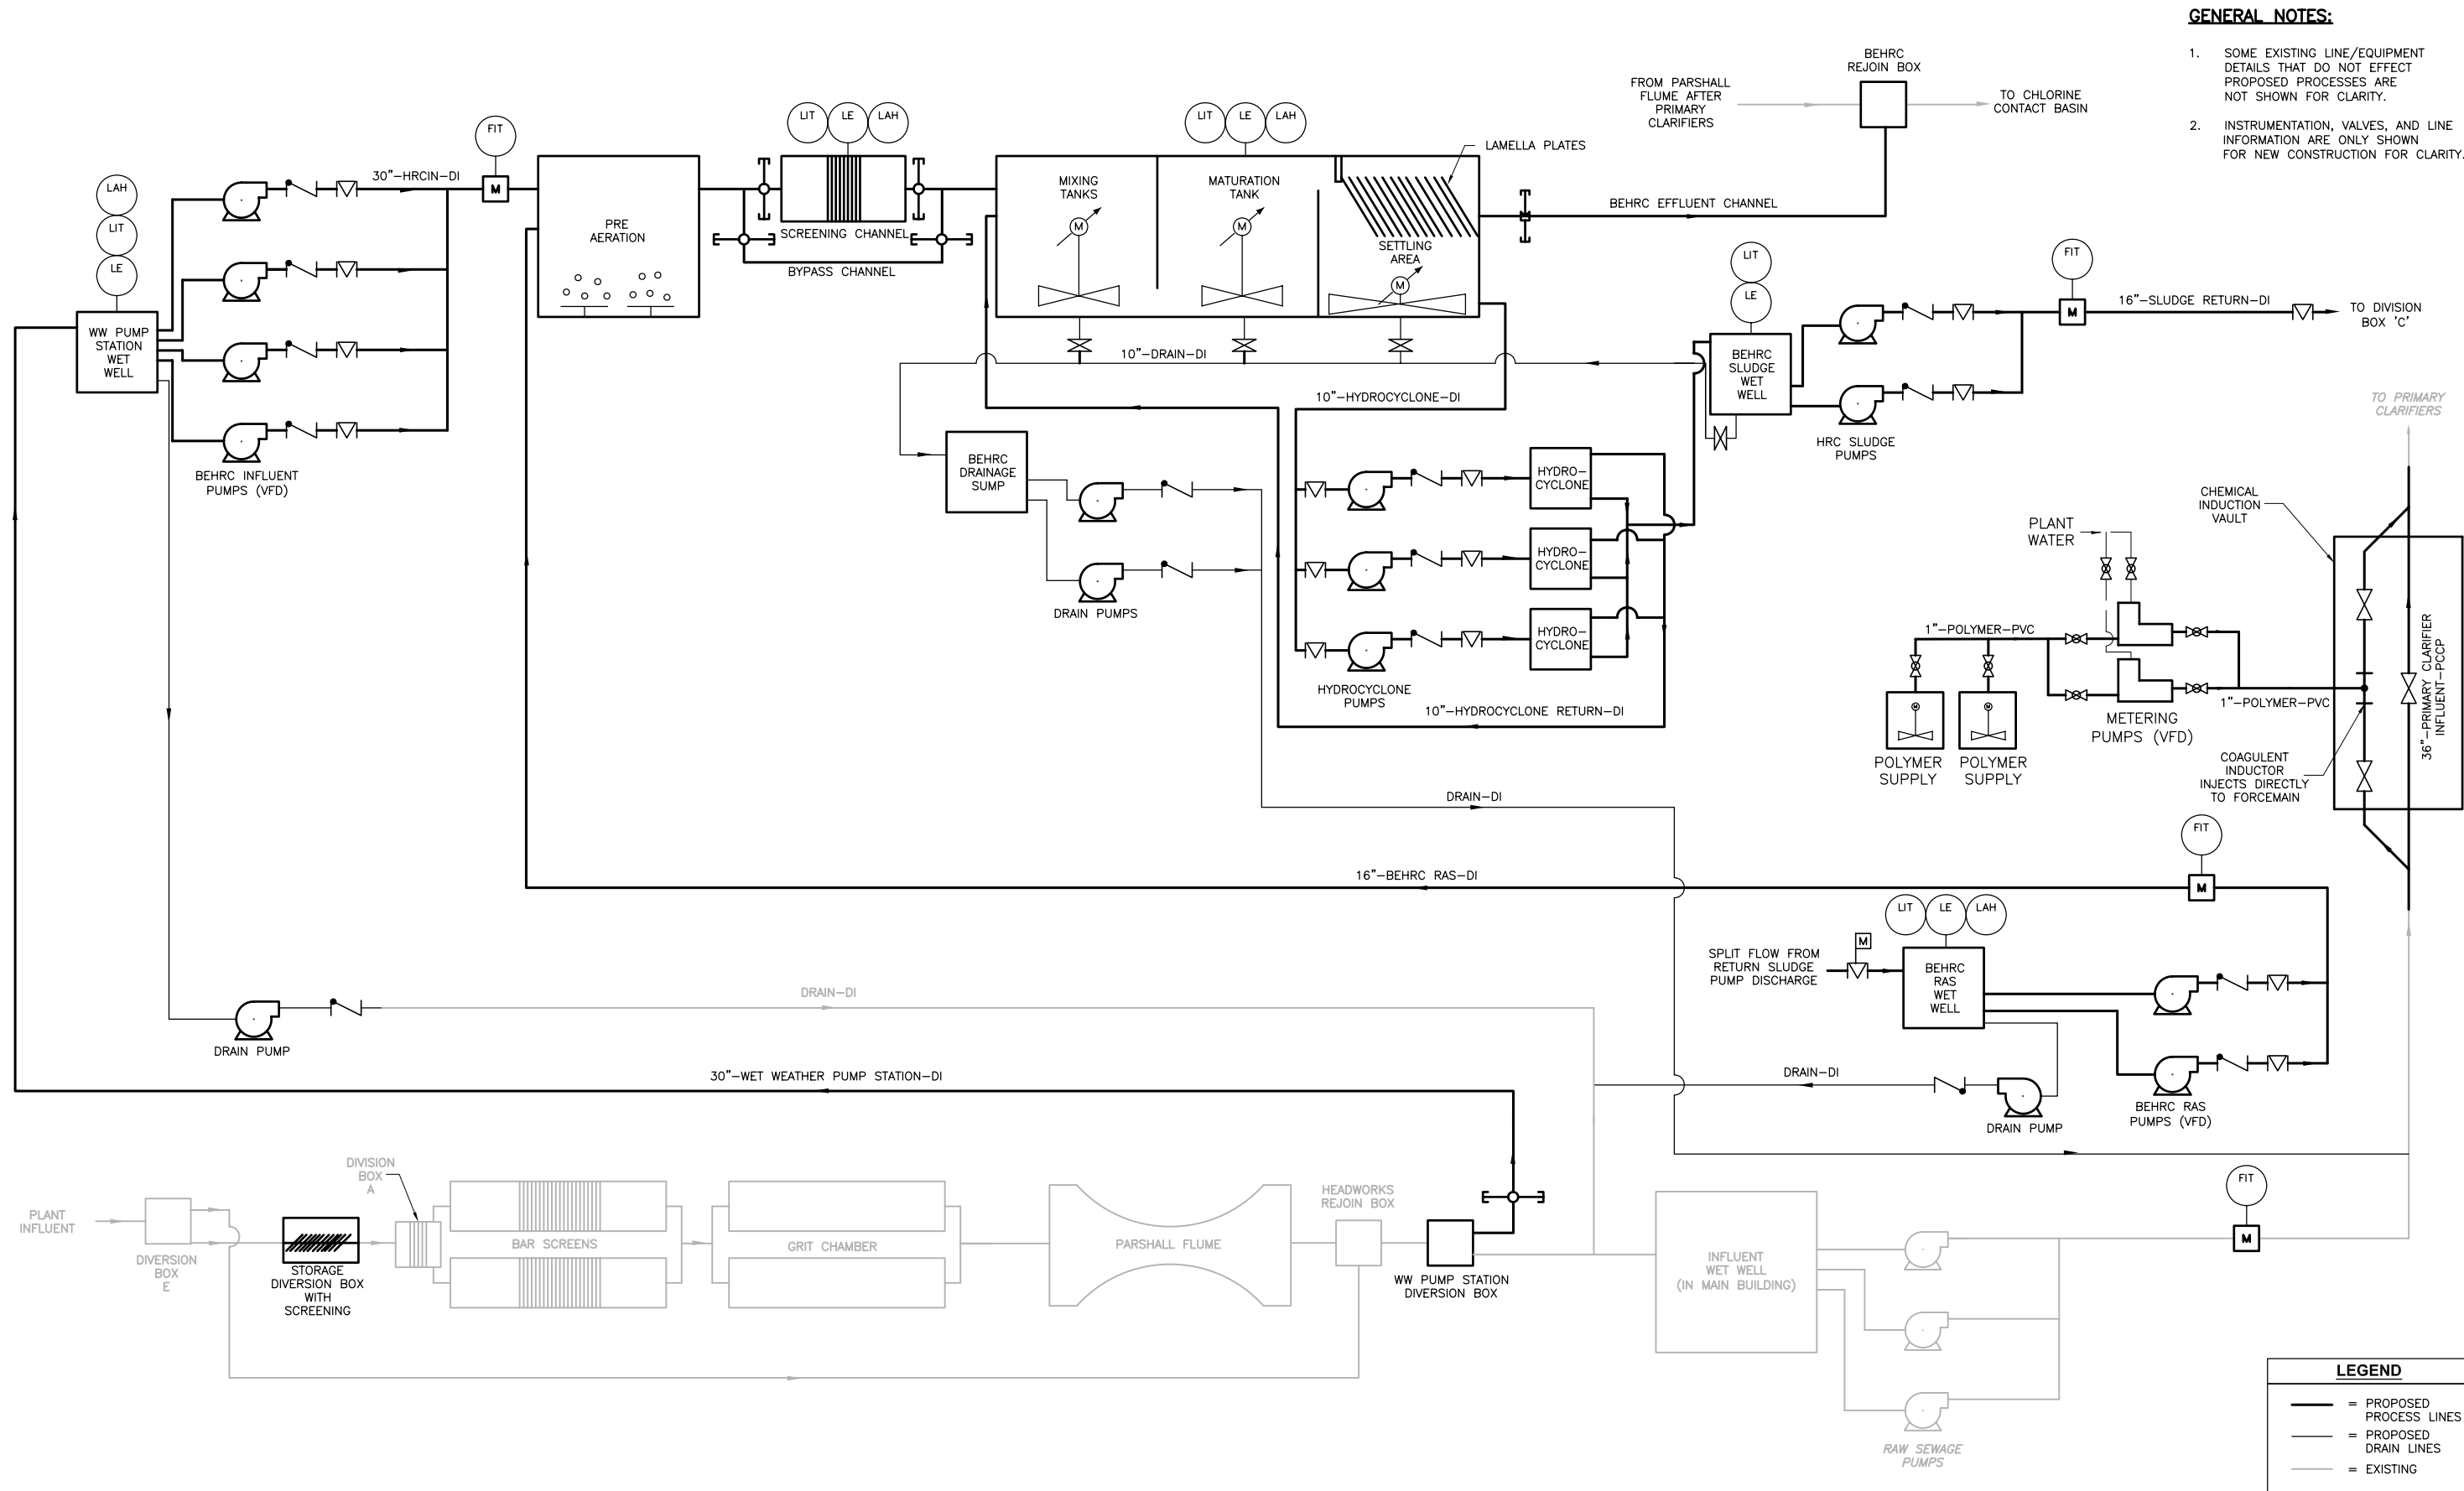 GENERAL NOTES:
1. SOME EXISTING LINE/EQUIPMENT
DETAILS THAT DO NOT EFFECT
PROPOSED PROCESSES ARE
NOT SHOWN FOR CLARITY.
2. INSTRUMENTATION, VALVES, AND LINE
INFORMATION ARE ONLY SHOWN
FOR NEW CONSTRUCTION FOR CLARITY.
BEHRC
REJOIN BOX
FROM PARSHALL
FLUME AFTER
PRIMARY
CLARIFIERS
TO CHLORINE
CONTACT BASIN
LIT
LE
LAH
LIT
LE
LAH
FIT
M
30"-HRCIN-DI
LAH
LIT
LE
WW PUMP
STATION
WET
WELL
BEHRC INFLUENT
PUMPS (VFD)
PRE
AERATION
SCREENING CHANNEL
BYPASS CHANNEL
MIXING
TANKS
M
MATURATION
TANK
M
LAMELLA PLATES
SETTLING
AREA
M
BEHRC EFFLUENT CHANNEL
LIT
LE
BEHRC
SLUDGE
WET
WELL
FIT
M
16"-SLUDGE RETURN-DI
TO DIVISION
BOX 'C'
HRC SLUDGE
PUMPS
10"-DRAIN-DI
10"-HYDROCYCLONE-DI
BEHRC
DRAINAGE
SUMP
DRAIN PUMPS
HYDRO-
CYCLONE
HYDRO-
CYCLONE
HYDRO-
CYCLONE
HYDROCYCLONE
PUMPS
10"-HYDROCYCLONE RETURN-DI
TO PRIMARY
CLARIFIERS
CHEMICAL
INDUCTION
VAULT
PLANT
WATER
1"-POLYMER-PVC
M
M
POLYMER
SUPPLY
POLYMER
SUPPLY
METERING
PUMPS (VFD)
1"-POLYMER-PVC
COAGULENT
INDUCTOR
INJECTS DIRECTLY
TO FORCEMAIN
36"-PRIMARY CLARIFIER
INFLUENT-PCCP
DRAIN-DI
FIT
M
16"-BEHRC RAS-DI
LIT
LE
LAH
M
SPLIT FLOW FROM
RETURN SLUDGE
PUMP DISCHARGE
BEHRC
RAS
WET
WELL
BEHRC RAS
PUMPS (VFD)
DRAIN-DI
DRAIN PUMP
DRAIN-DI
DRAIN PUMP
30"-WET WEATHER PUMP STATION-DI
PLANT
INFLUENT
DIVERSION
BOX
E
STORAGE
DIVERSION BOX
WITH
SCREENING
DIVISION
BOX
A
BAR SCREENS
GRIT CHAMBER
PARSHALL FLUME
HEADWORKS
REJOIN BOX
WW PUMP STATION
DIVERSION BOX
INFLUENT
WET WELL
(IN MAIN BUILDING)
RAW SEWAGE
PUMPS
FIT
M
LEGEND
= PROPOSED
PROCESS LINES
= PROPOSED
DRAIN LINES
= EXISTING